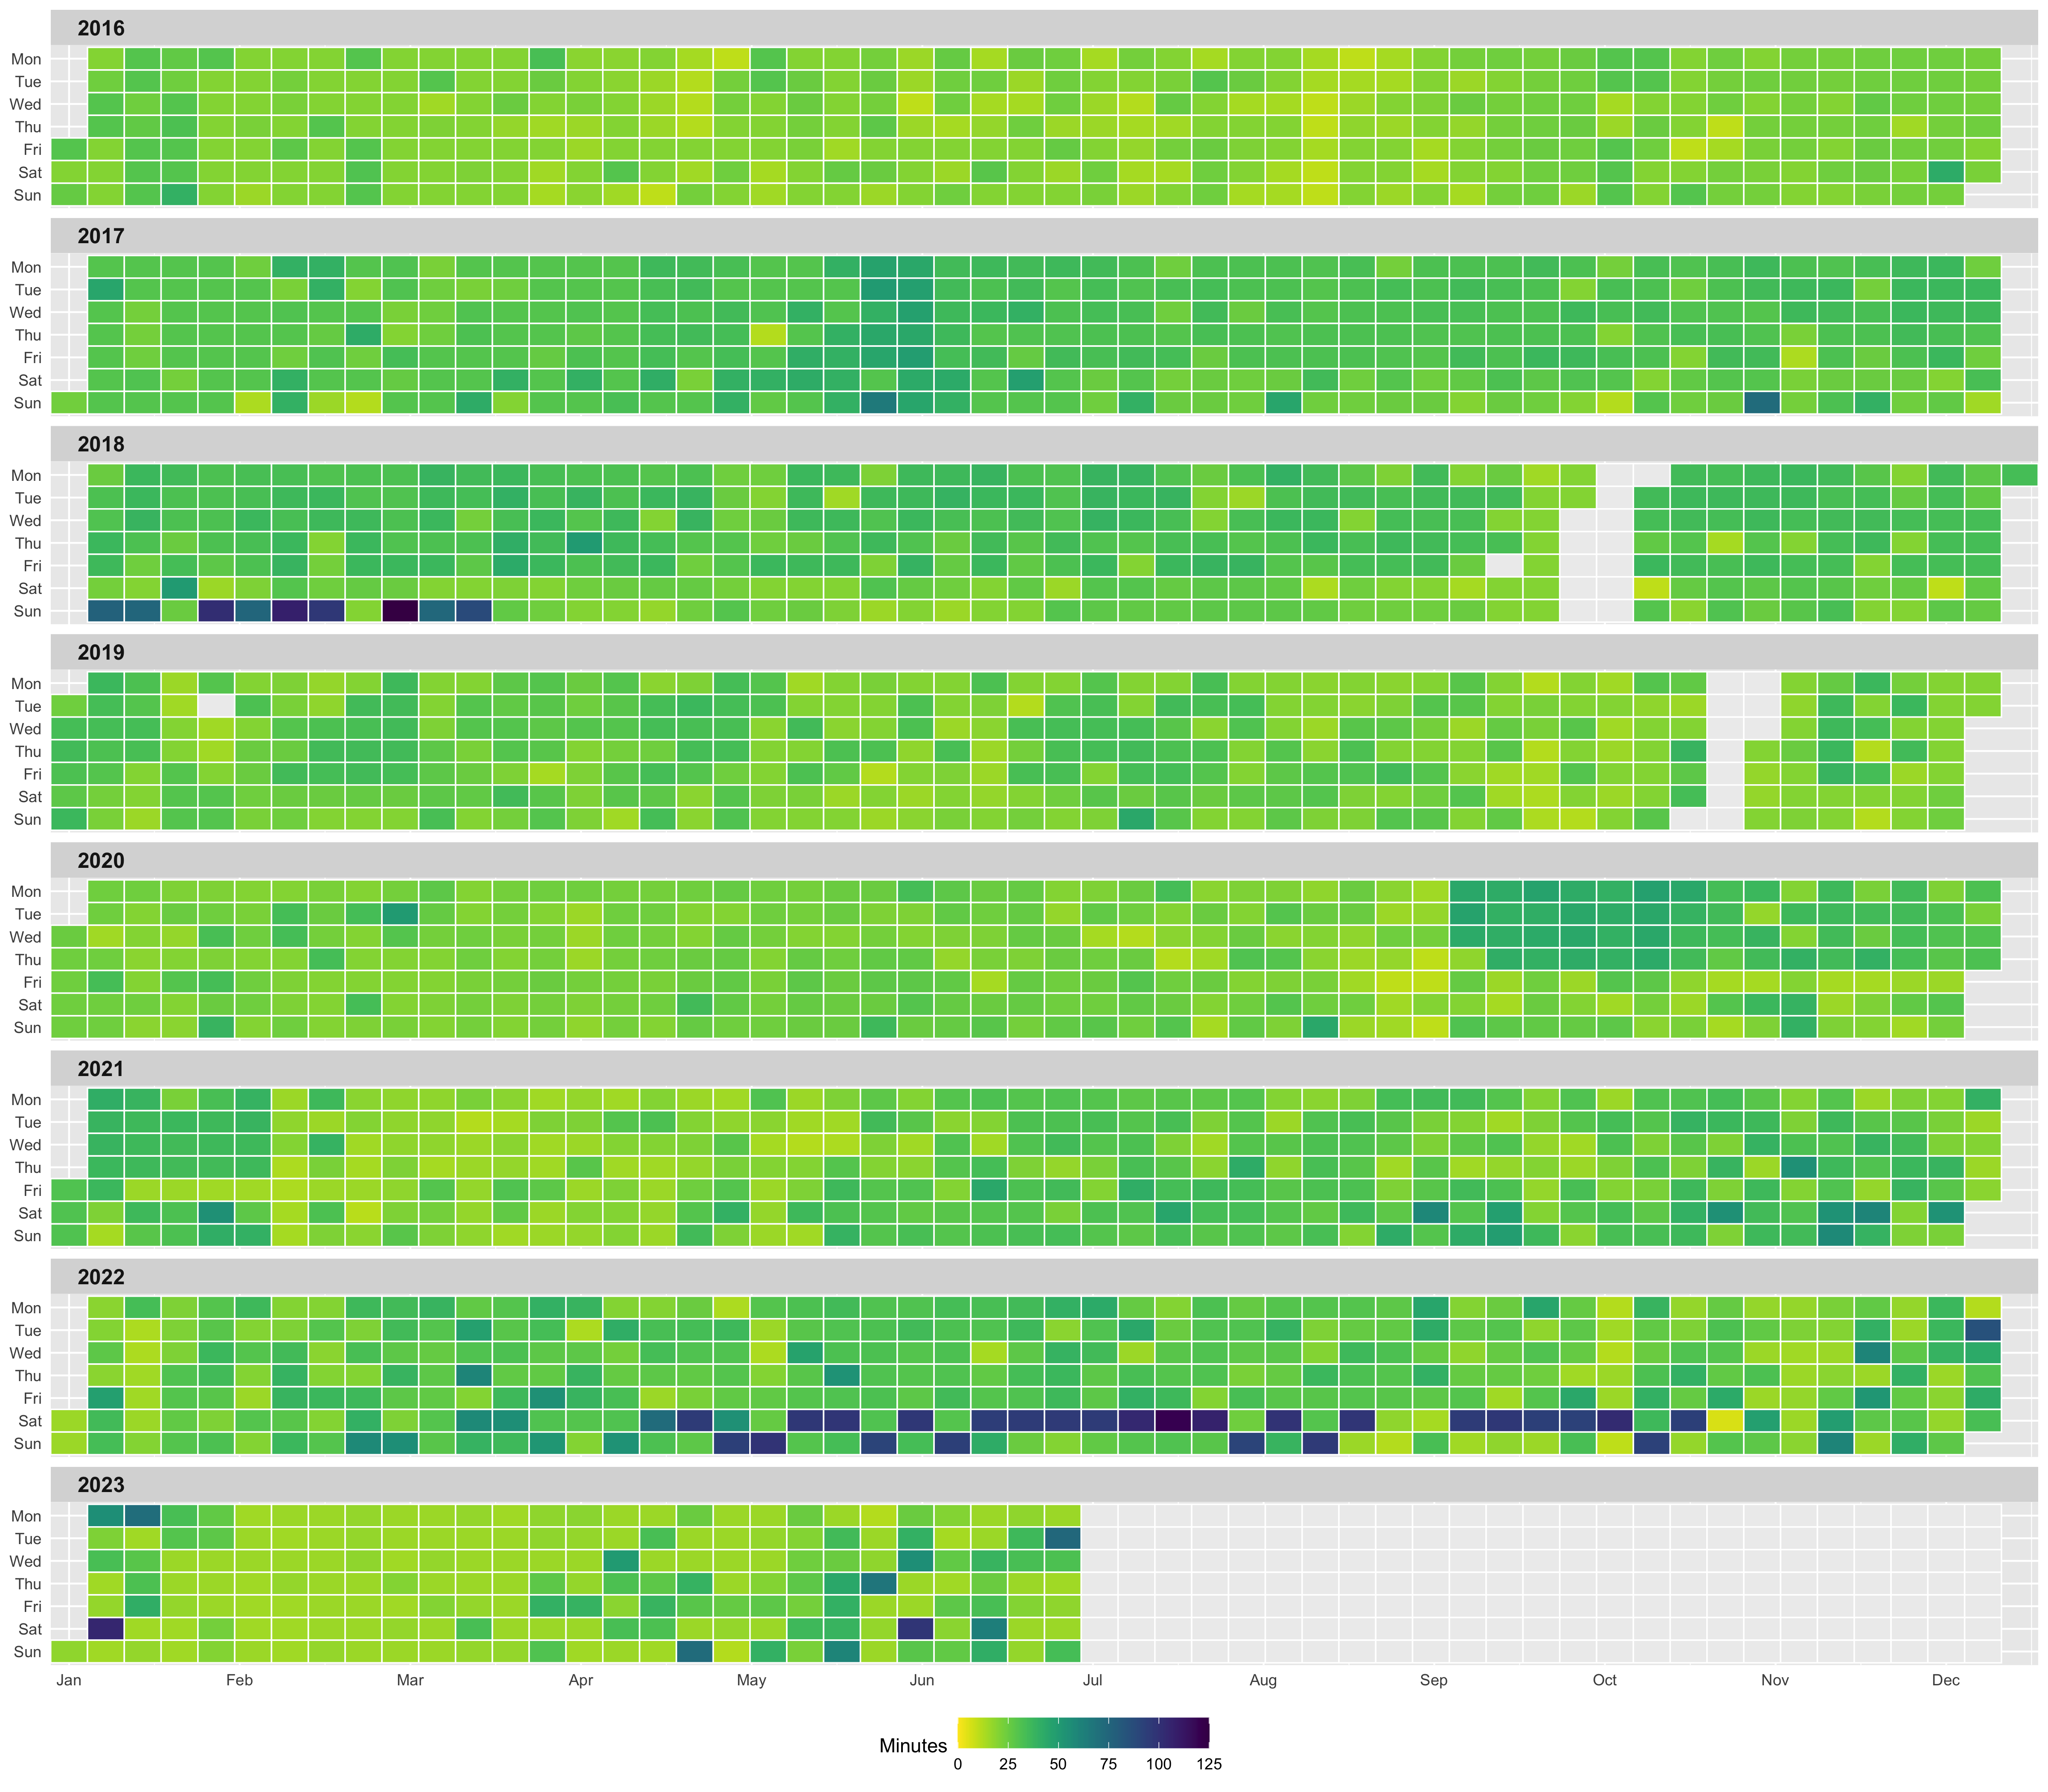 2016
Mon
Tue
Wed
Thu
Fri
Sat
Sun
2017
Mon
Tue
Wed
Thu
Fri
Sat
Sun
2018
Mon
Tue
Wed
Thu
Fri
Sat
Sun
2019
Mon
Tue
Wed
Thu
Fri
Sat
Sun
2020
Mon
Tue
Wed
Thu
Fri
Sat
Sun
2021
Mon
Tue
Wed
Thu
Fri
Sat
Sun
2022
Mon
Tue
Wed
Thu
Fri
Sat
Sun
2023
Mon
Tue
Wed
Thu
Fri
Sat
Sun
Jan Feb Mar Apr May Jun Jul Aug Sep Oct Nov Dec
Minutes
0 25 50 75 100 125